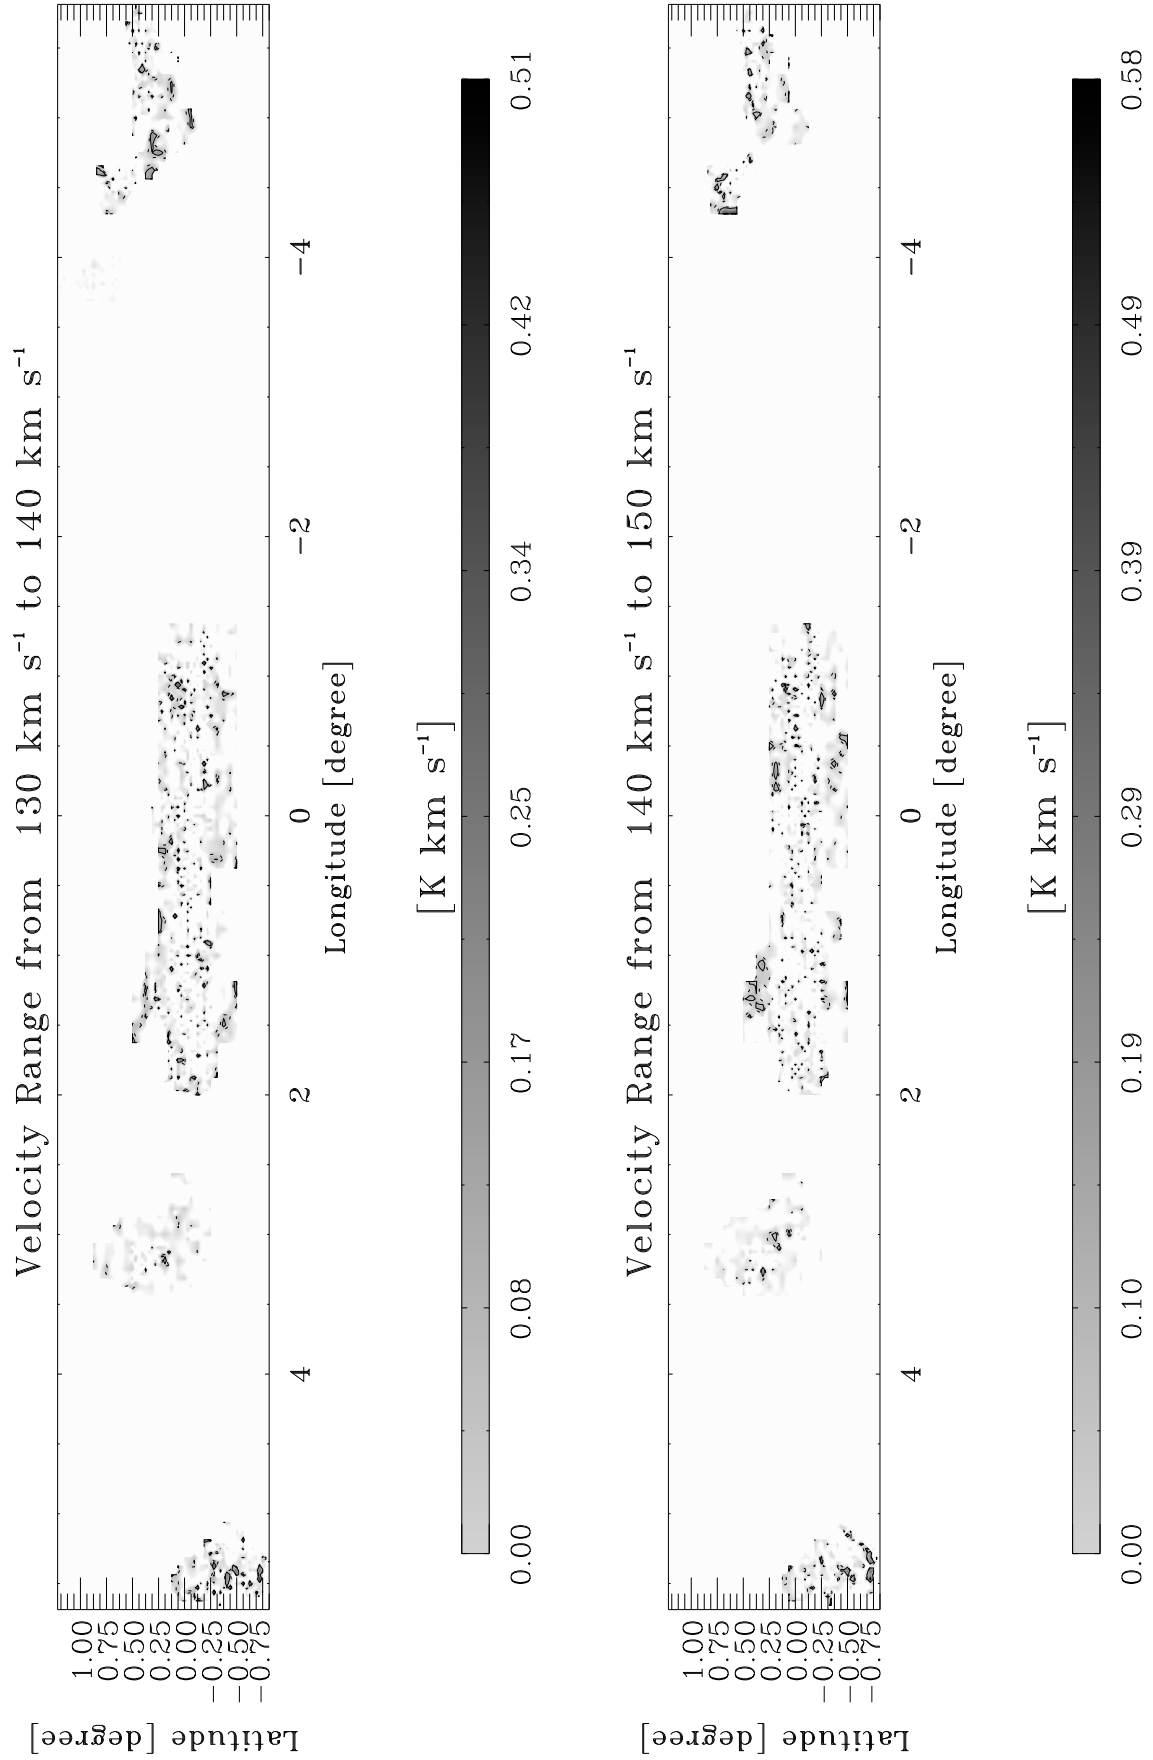 Velocity Range from 130 km s⁻¹ to 140 km s⁻¹
Latitude [degree]
1.00
0.75
0.50
0.25
0.00
−0.25
−0.50
−0.75
4 2 0 −2 −4
Longitude [degree]
[K km s⁻¹]
0.00 0.08 0.17 0.25 0.34 0.42 0.51
Velocity Range from 140 km s⁻¹ to 150 km s⁻¹
Latitude [degree]
1.00
0.75
0.50
0.25
0.00
−0.25
−0.50
−0.75
4 2 0 −2 −4
Longitude [degree]
[K km s⁻¹]
0.00 0.10 0.19 0.29 0.39 0.49 0.58